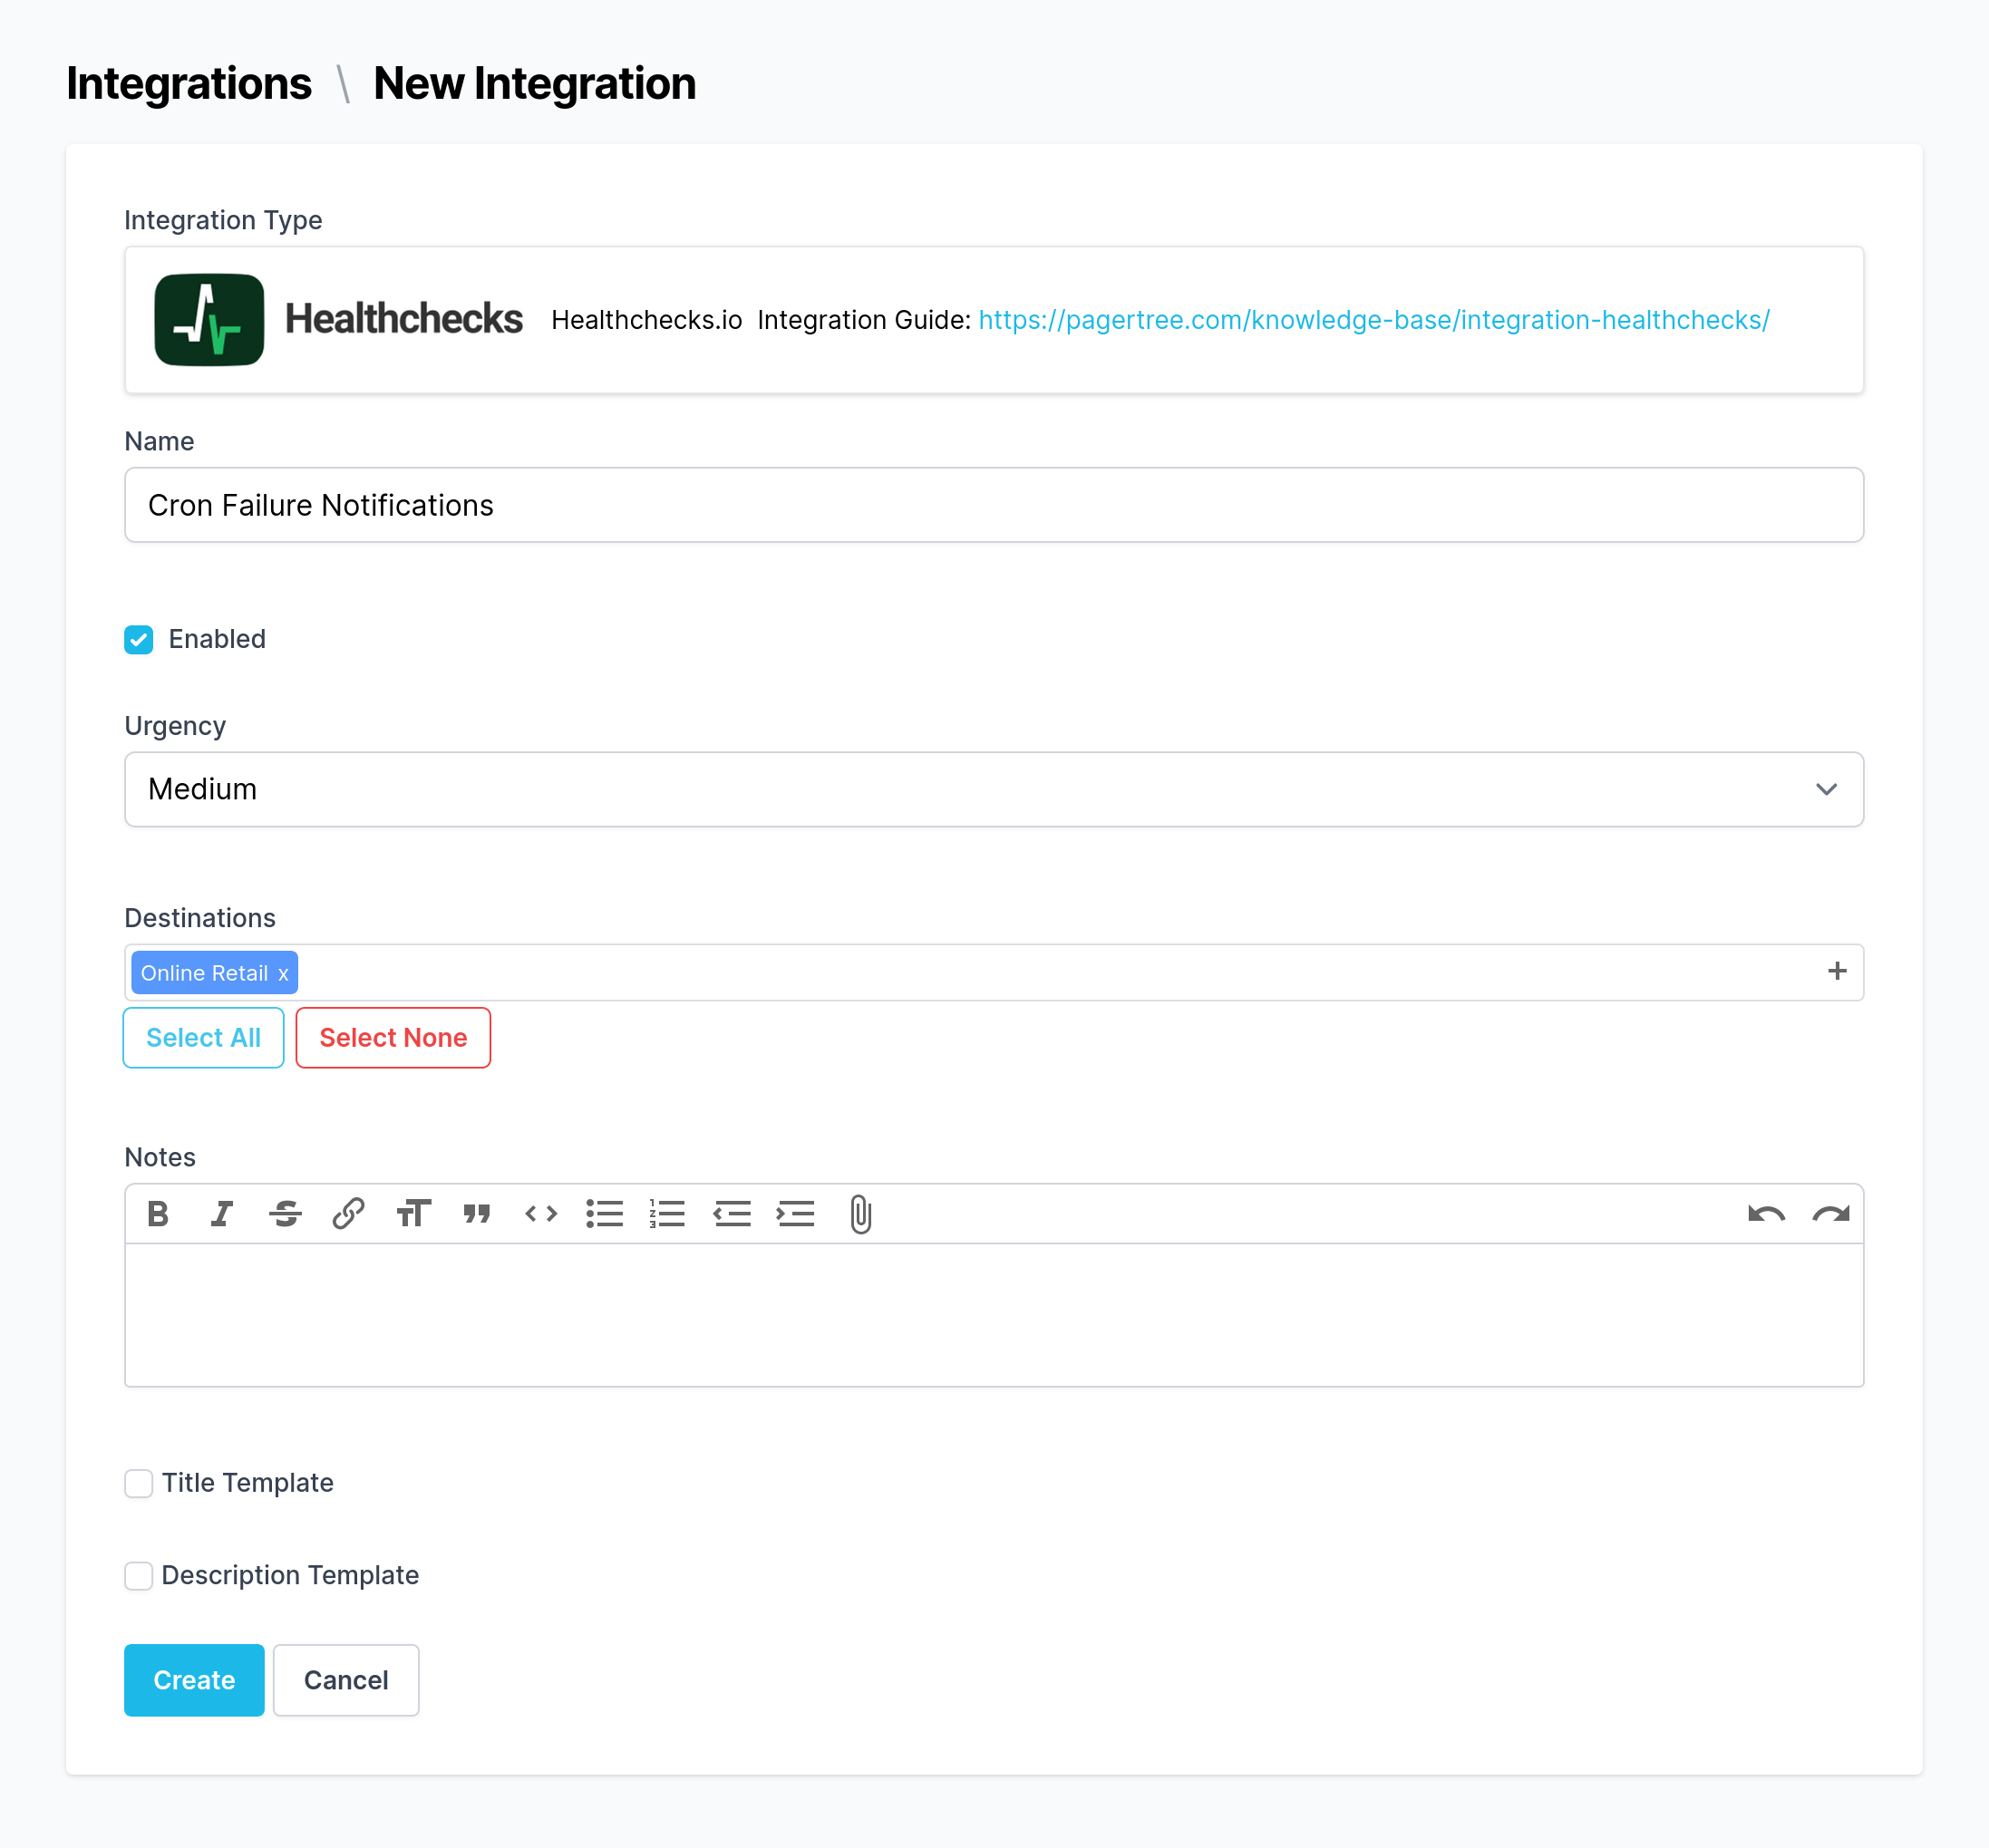 Integrations \ New Integration
Integration Type
Healthchecks Healthchecks.io Integration Guide: https://pagertree.com/knowledge-base/integration-healthchecks/
Name
Cron Failure Notifications
Enabled
Urgency
Medium
Destinations
Online Retail x
Select All Select None
Notes
Title Template
Description Template
Create Cancel